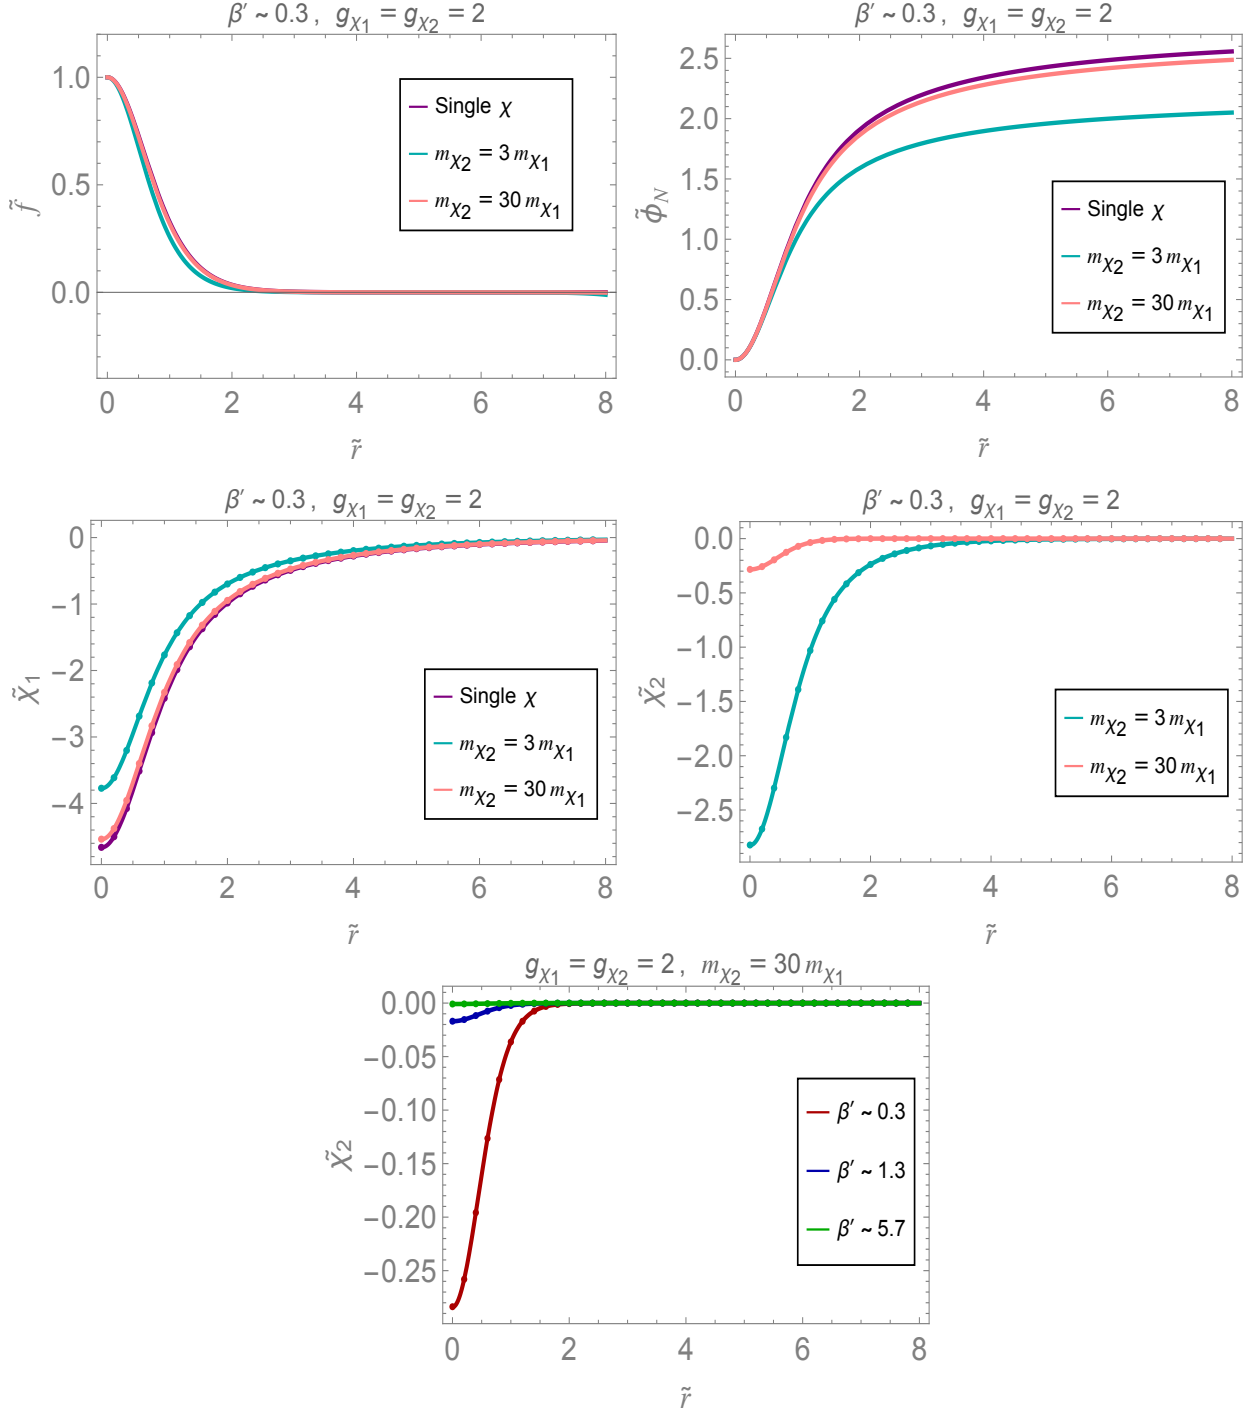 β′ ~ 0.3 , g_χ1 = g_χ2 = 2
1.0
0.5
0.0
f̃
Single χ
m_χ2 = 3 m_χ1
m_χ2 = 30 m_χ1
0 2 4 6 8
r̃
β′ ~ 0.3 , g_χ1 = g_χ2 = 2
2.5
2.0
1.5
1.0
0.5
0.0
ϕ̃_N
Single χ
m_χ2 = 3 m_χ1
m_χ2 = 30 m_χ1
0 2 4 6 8
r̃
β′ ~ 0.3 , g_χ1 = g_χ2 = 2
0
−1
−2
−3
−4
χ̃_1
Single χ
m_χ2 = 3 m_χ1
m_χ2 = 30 m_χ1
0 2 4 6 8
r̃
β′ ~ 0.3 , g_χ1 = g_χ2 = 2
0.0
−0.5
−1.0
−1.5
−2.0
−2.5
χ̃_2
m_χ2 = 3 m_χ1
m_χ2 = 30 m_χ1
0 2 4 6 8
r̃
g_χ1 = g_χ2 = 2 , m_χ2 = 30 m_χ1
0.00
−0.05
−0.10
−0.15
−0.20
−0.25
χ̃_2
β′ ~ 0.3
β′ ~ 1.3
β′ ~ 5.7
0 2 4 6 8
r̃